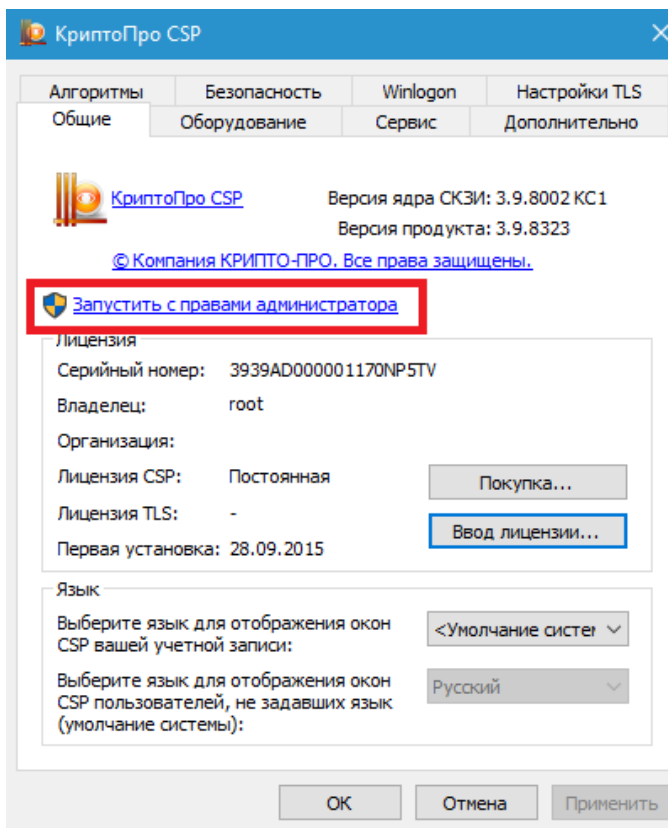 КриптоПро CSP
Алгоритмы Безопасность Winlogon Настройки TLS
Общие Оборудование Сервис Дополнительно
КриптоПро CSP Версия ядра СКЗИ: 3.9.8002 КС1
Версия продукта: 3.9.8323
© Компания КРИПТО-ПРО. Все права защищены.
Запустить с правами администратора
Лицензия
Серийный номер: 3939AD000001170NP5TV
Владелец: root
Организация:
Лицензия CSP: Постоянная Покупка...
Лицензия TLS: -
Ввод лицензии...
Первая установка: 28.09.2015
Язык
Выберите язык для отображения окон
CSP вашей учетной записи:
<Умолчание систем
Выберите язык для отображения окон
CSP пользователей, не задавших язык
(умолчание системы):
Русский
ОК Отмена Применить